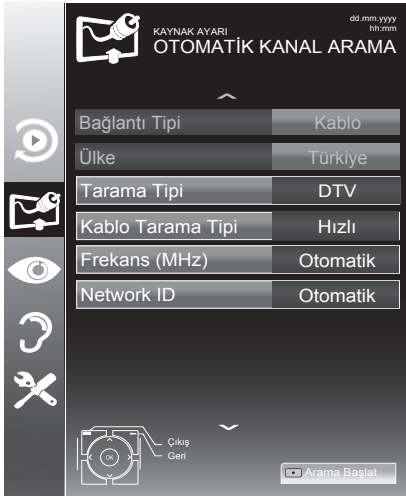 KAYNAK AYARI
OTOMATİK KANAL ARAMA
dd.mm.yyyy
hh:mm
Bağlantı Tipi Kablo
Ülke Türkiye
Tarama Tipi DTV
Kablo Tarama Tipi Hızlı
Frekans (MHz) Otomatik
Network ID Otomatik
OK
Çıkış
Geri
Arama Başlat